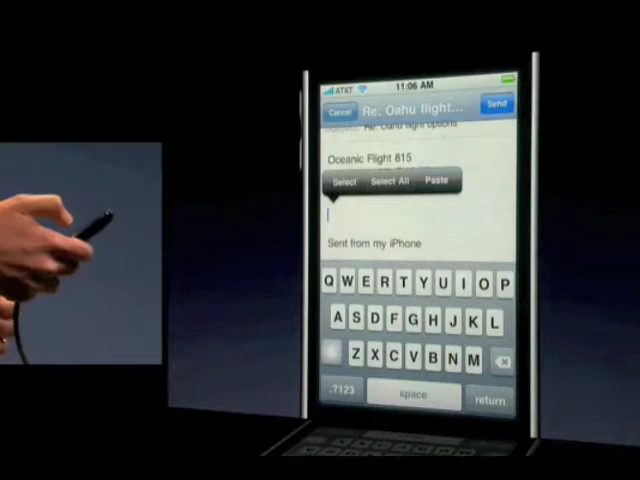 AT&T 11:06 AM
Cancel Re: Oahu flight... Send
Re: Oahu flight options
Oceanic Flight 815
Select Select All Paste
Sent from my iPhone
Q W E R T Y U I O P
A S D F G H J K L
Z X C V B N M
.?123 space return